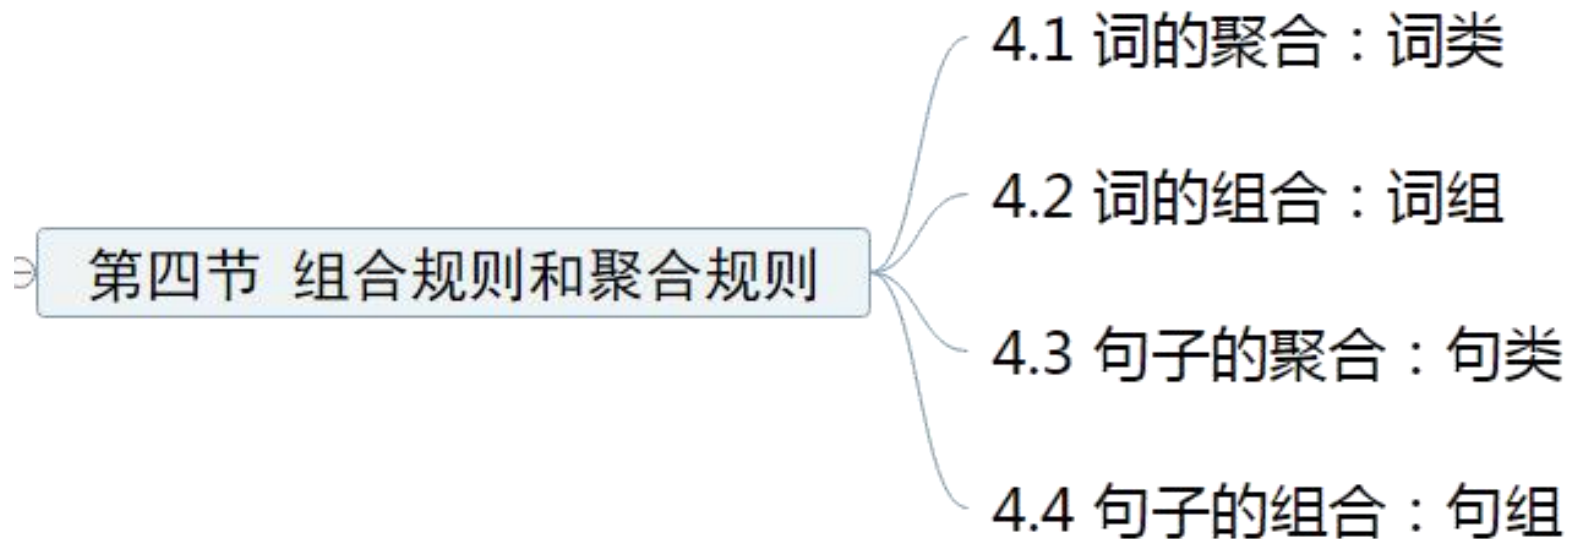 4.1 词的聚合：词类
4.2 词的组合：词组
第四节 组合规则和聚合规则
4.3 句子的聚合：句类
4.4 句子的组合：句组